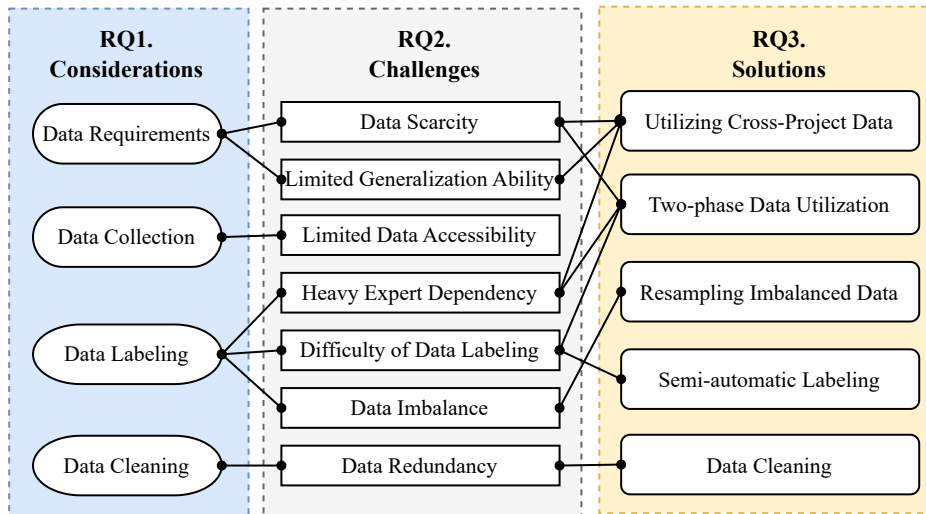 RQ1.
Considerations
Data Requirements
Data Collection
Data Labeling
Data Cleaning
RQ2.
Challenges
Data Scarcity
Limited Generalization Ability
Limited Data Accessibility
Heavy Expert Dependency
Difficulty of Data Labeling
Data Imbalance
Data Redundancy
RQ3.
Solutions
Utilizing Cross-Project Data
Two-phase Data Utilization
Resampling Imbalanced Data
Semi-automatic Labeling
Data Cleaning